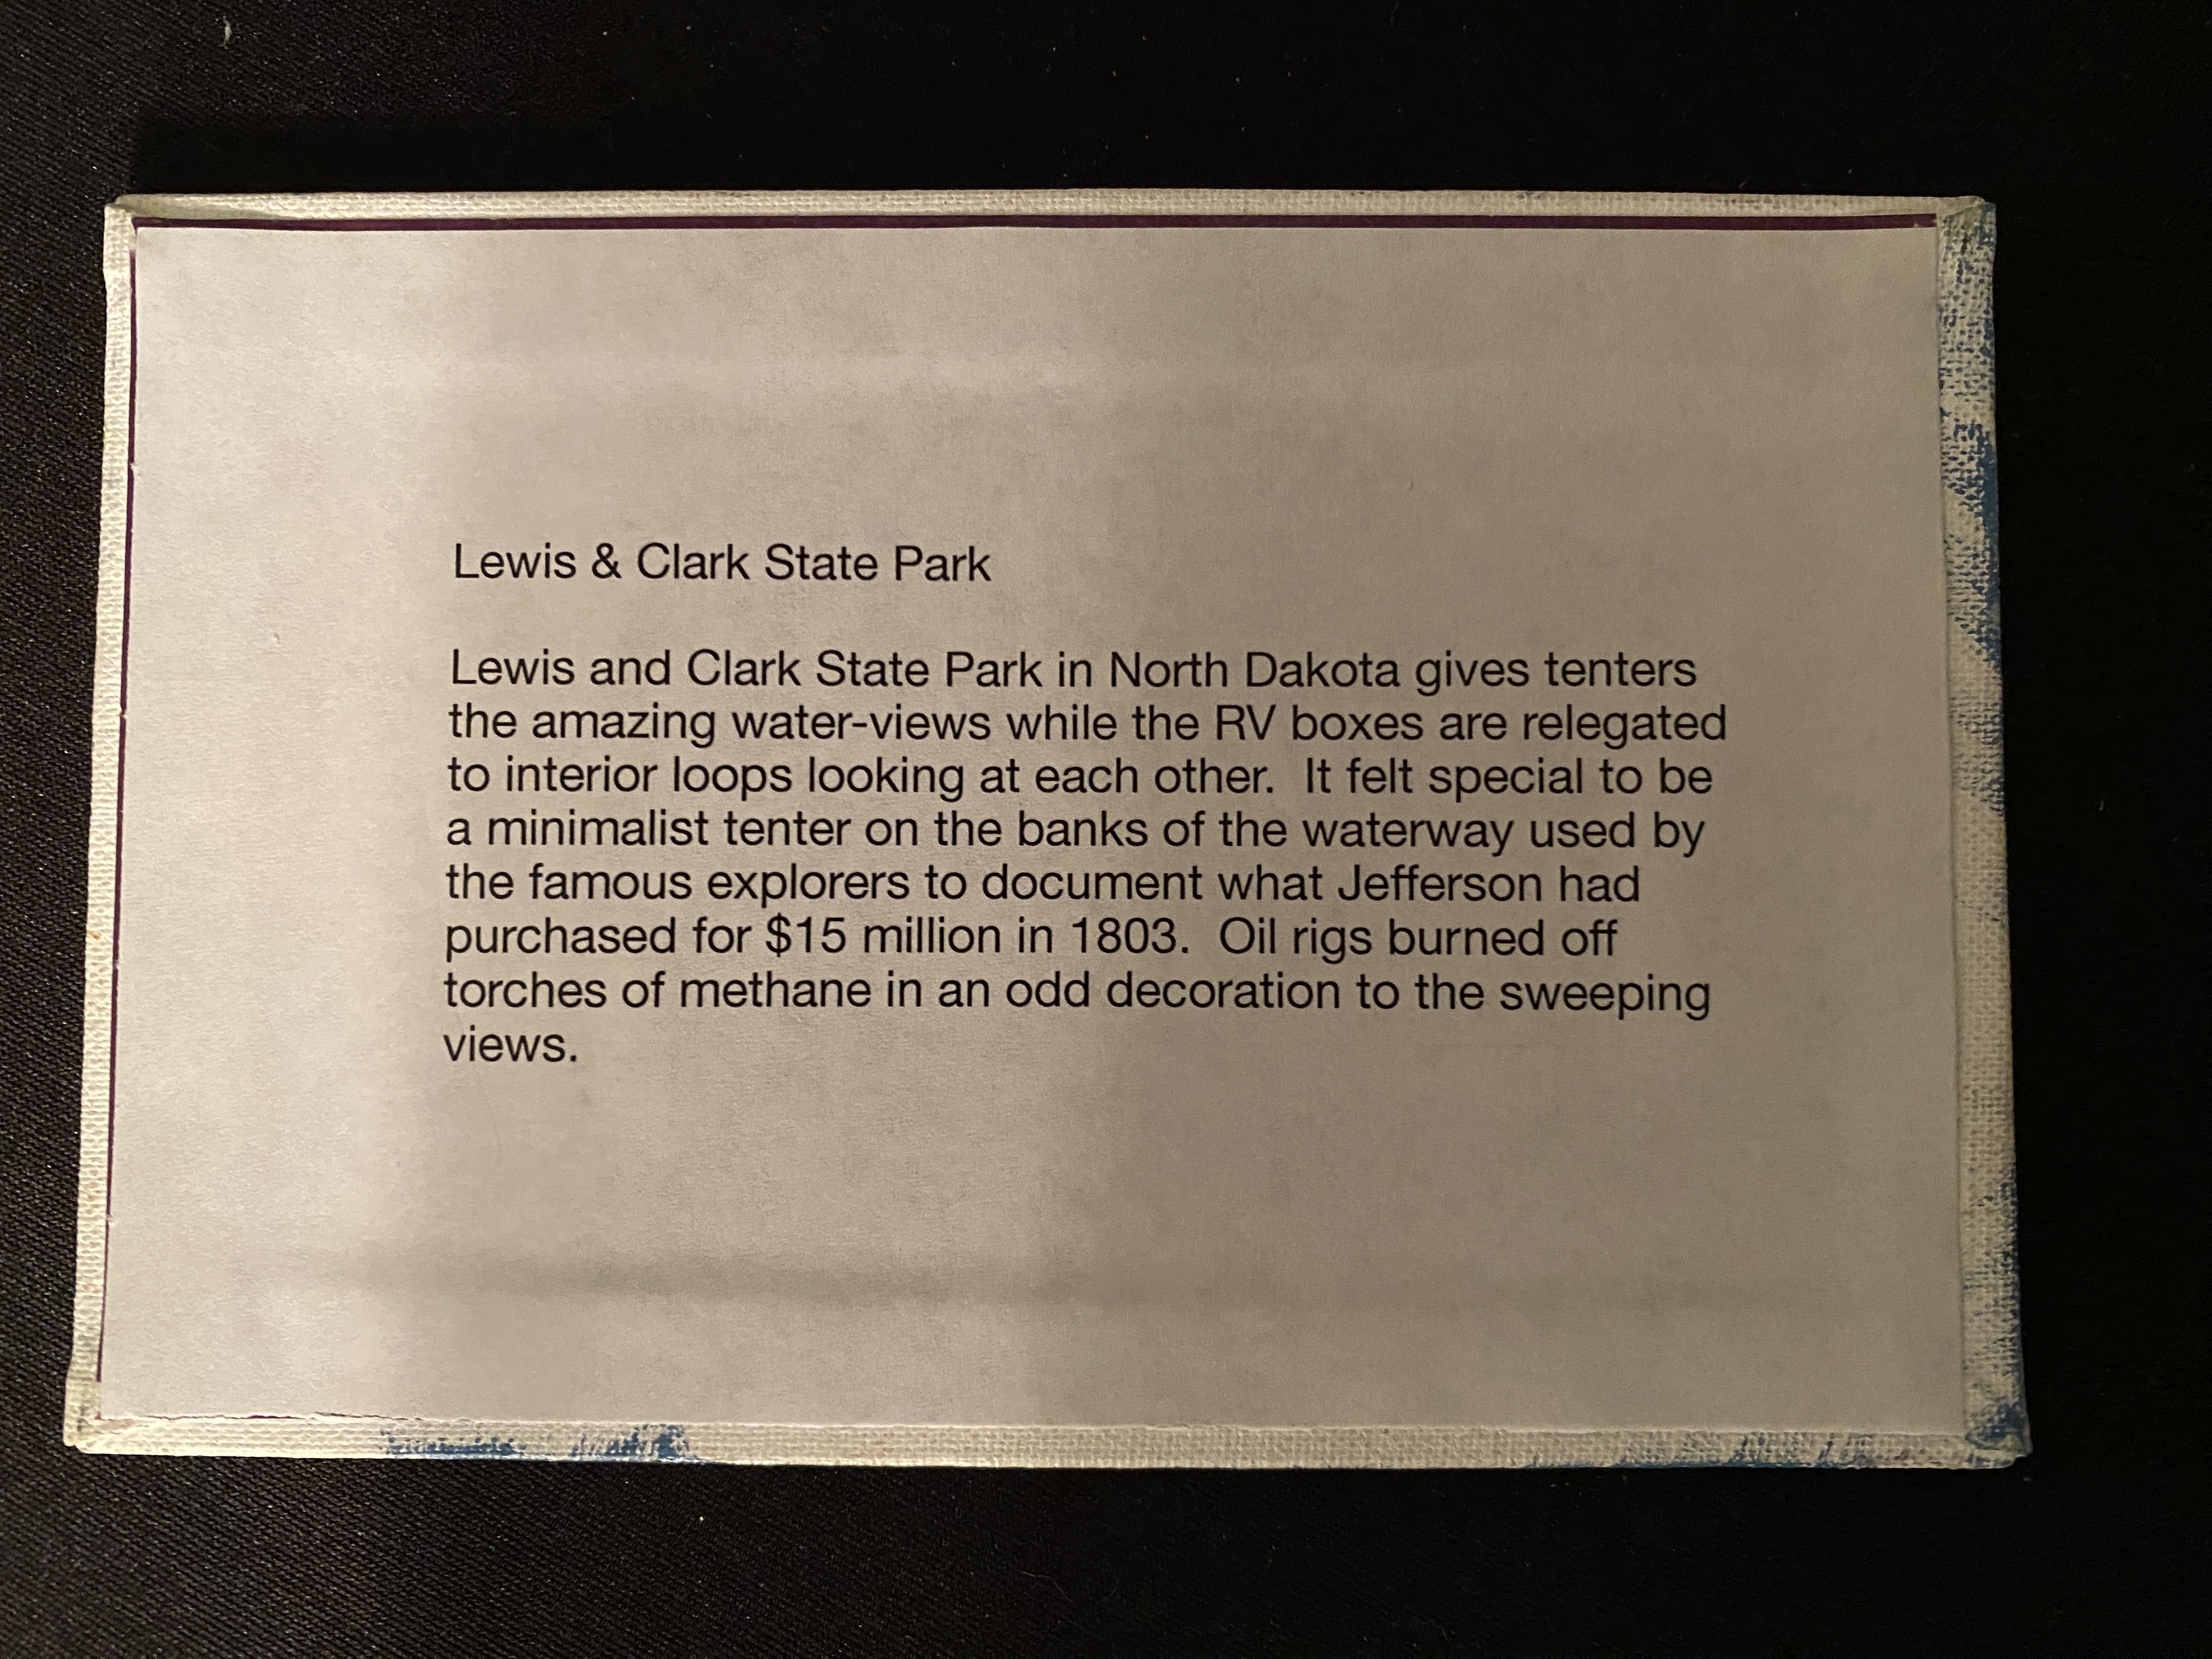 Lewis & Clark State Park
Lewis and Clark State Park in North Dakota gives tenters
the amazing water-views while the RV boxes are relegated
to interior loops looking at each other.  It felt special to be
a minimalist tenter on the banks of the waterway used by
the famous explorers to document what Jefferson had
purchased for $15 million in 1803.  Oil rigs burned off
torches of methane in an odd decoration to the sweeping
views.